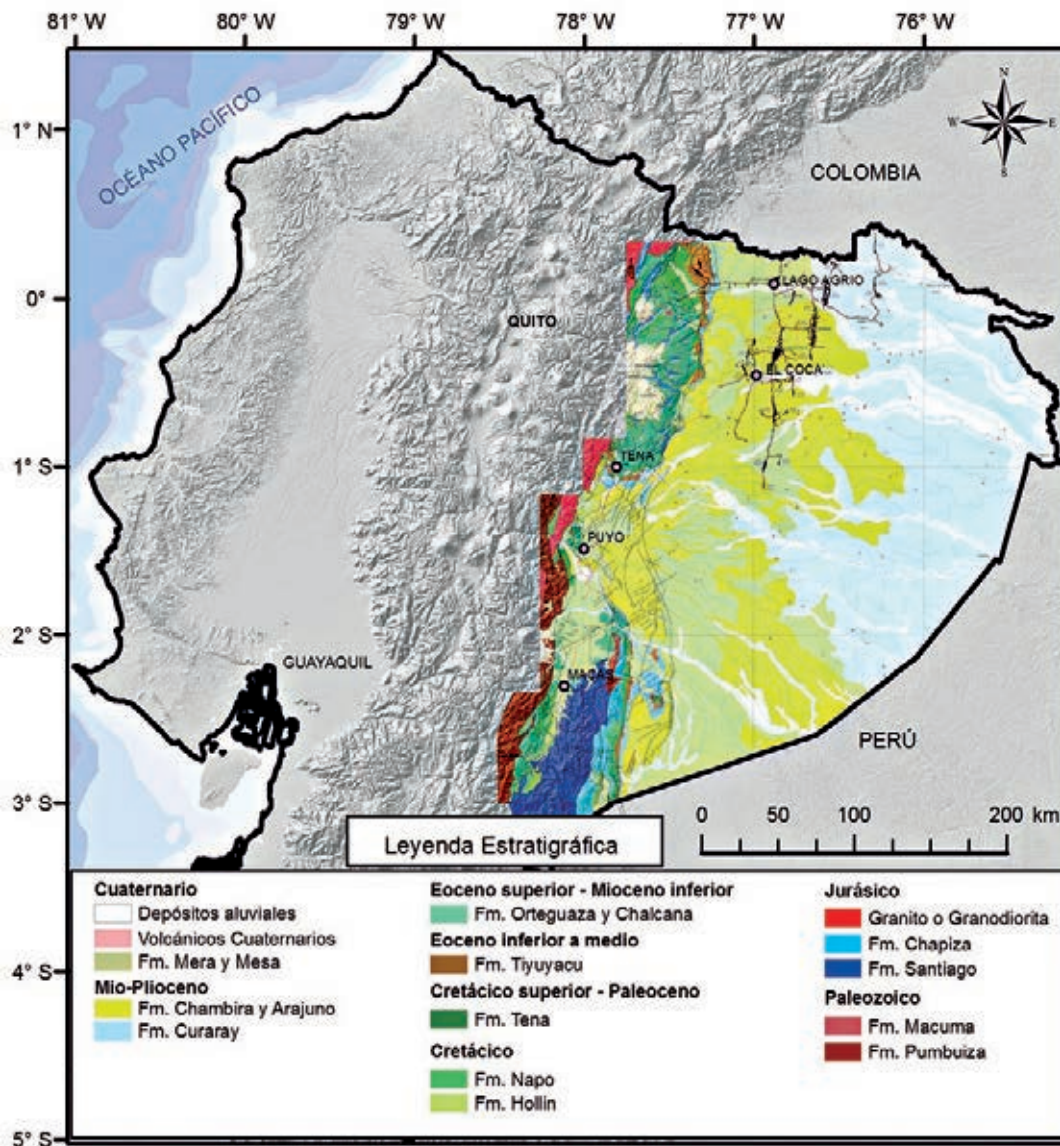 81° W 80° W 79° W 78° W 77° W 76° W
1° N
0°
1° S
2° S
3° S
4° S
5° S
OCÉANO PACÍFICO
N
W E
S
COLOMBIA
LAGO AGRIO
QUITO
EL COCA
TENA
PUYO
GUAYAQUIL
MACAS
PERÚ
0 50 100 200 km
Leyenda Estratigráfica
Cuaternario
Depósitos aluviales
Volcánicos Cuaternarios
Fm. Mera y Mesa
Mio-Plioceno
Fm. Chambira y Arajuno
Fm. Curaray
Eoceno superior - Mioceno inferior
Fm. Orteguaza y Chalcana
Eoceno inferior a medio
Fm. Tiyuyacu
Cretácico superior - Paleoceno
Fm. Tena
Cretácico
Fm. Napo
Fm. Hollin
Jurásico
Granito o Granodiorita
Fm. Chapiza
Fm. Santiago
Paleozoico
Fm. Macuma
Fm. Pumbuiza